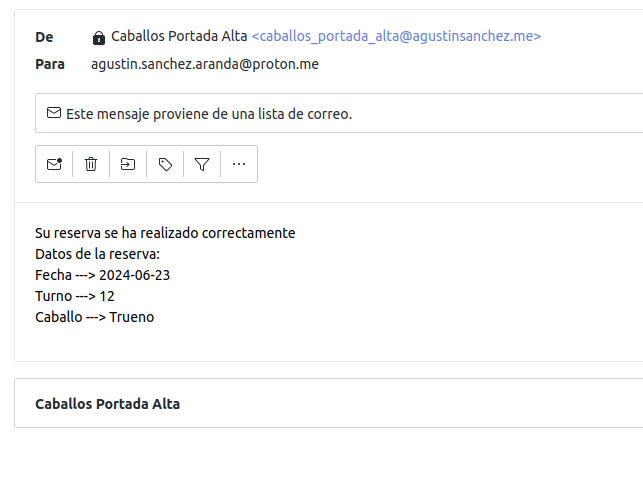 De Caballos Portada Alta <caballos_portada_alta@agustinsanchez.me>
Para agustin.sanchez.aranda@proton.me
Este mensaje proviene de una lista de correo.
Su reserva se ha realizado correctamente
Datos de la reserva:
Fecha ---> 2024-06-23
Turno ---> 12
Caballo ---> Trueno
Caballos Portada Alta